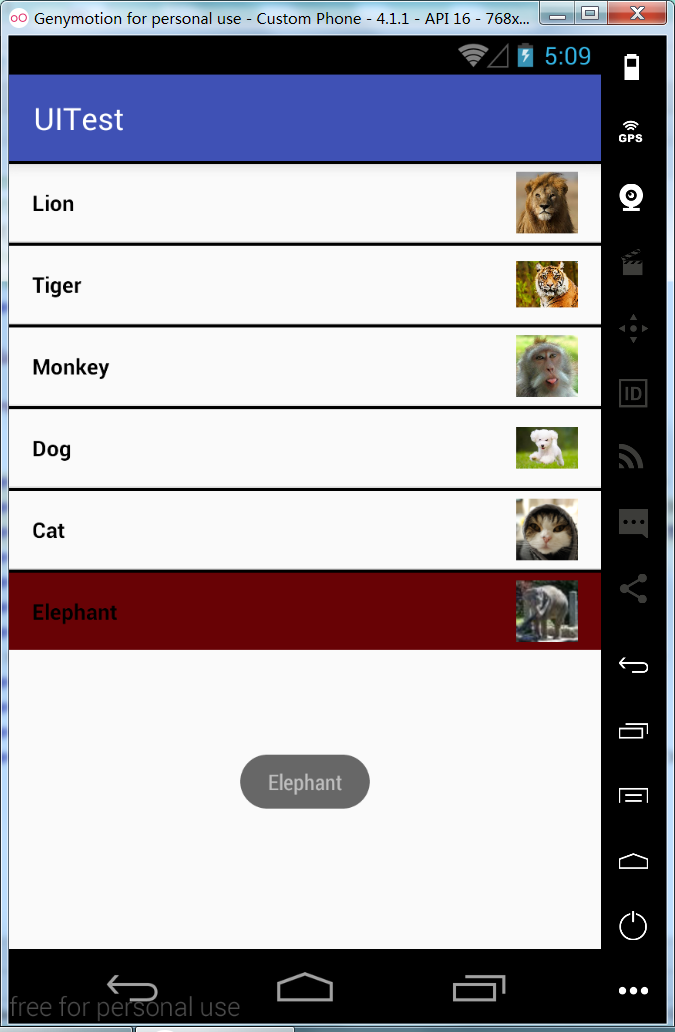 Genymotion for personal use - Custom Phone - 4.1.1 - API 16 - 768x...
5:09
GPS
UITest
Lion
Tiger
Monkey
ID
Dog
Cat
Elephant
Elephant
free for personal use